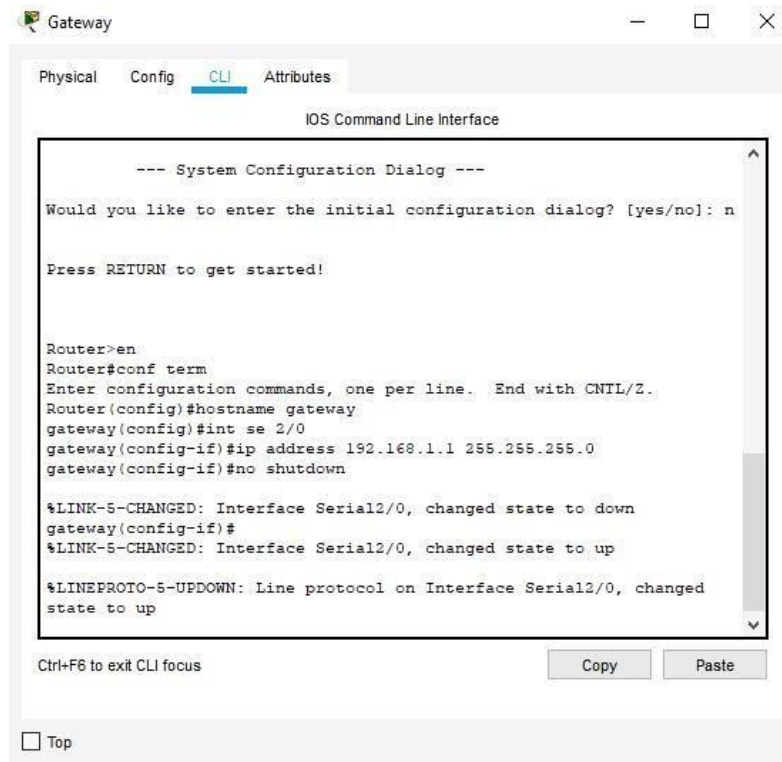 Gateway
Physical Config CLI Attributes
IOS Command Line Interface
--- System Configuration Dialog ---
Would you like to enter the initial configuration dialog? [yes/no]: n
Press RETURN to get started!
Router>en
Router#conf term
Enter configuration commands, one per line.  End with CNTL/Z.
Router(config)#hostname gateway
gateway(config)#int se 2/0
gateway(config-if)#ip address 192.168.1.1 255.255.255.0
gateway(config-if)#no shutdown
%LINK-5-CHANGED: Interface Serial2/0, changed state to down
gateway(config-if)#
%LINK-5-CHANGED: Interface Serial2/0, changed state to up
%LINEPROTO-5-UPDOWN: Line protocol on Interface Serial2/0, changed
state to up
Ctrl+F6 to exit CLI focus
Copy Paste
Top